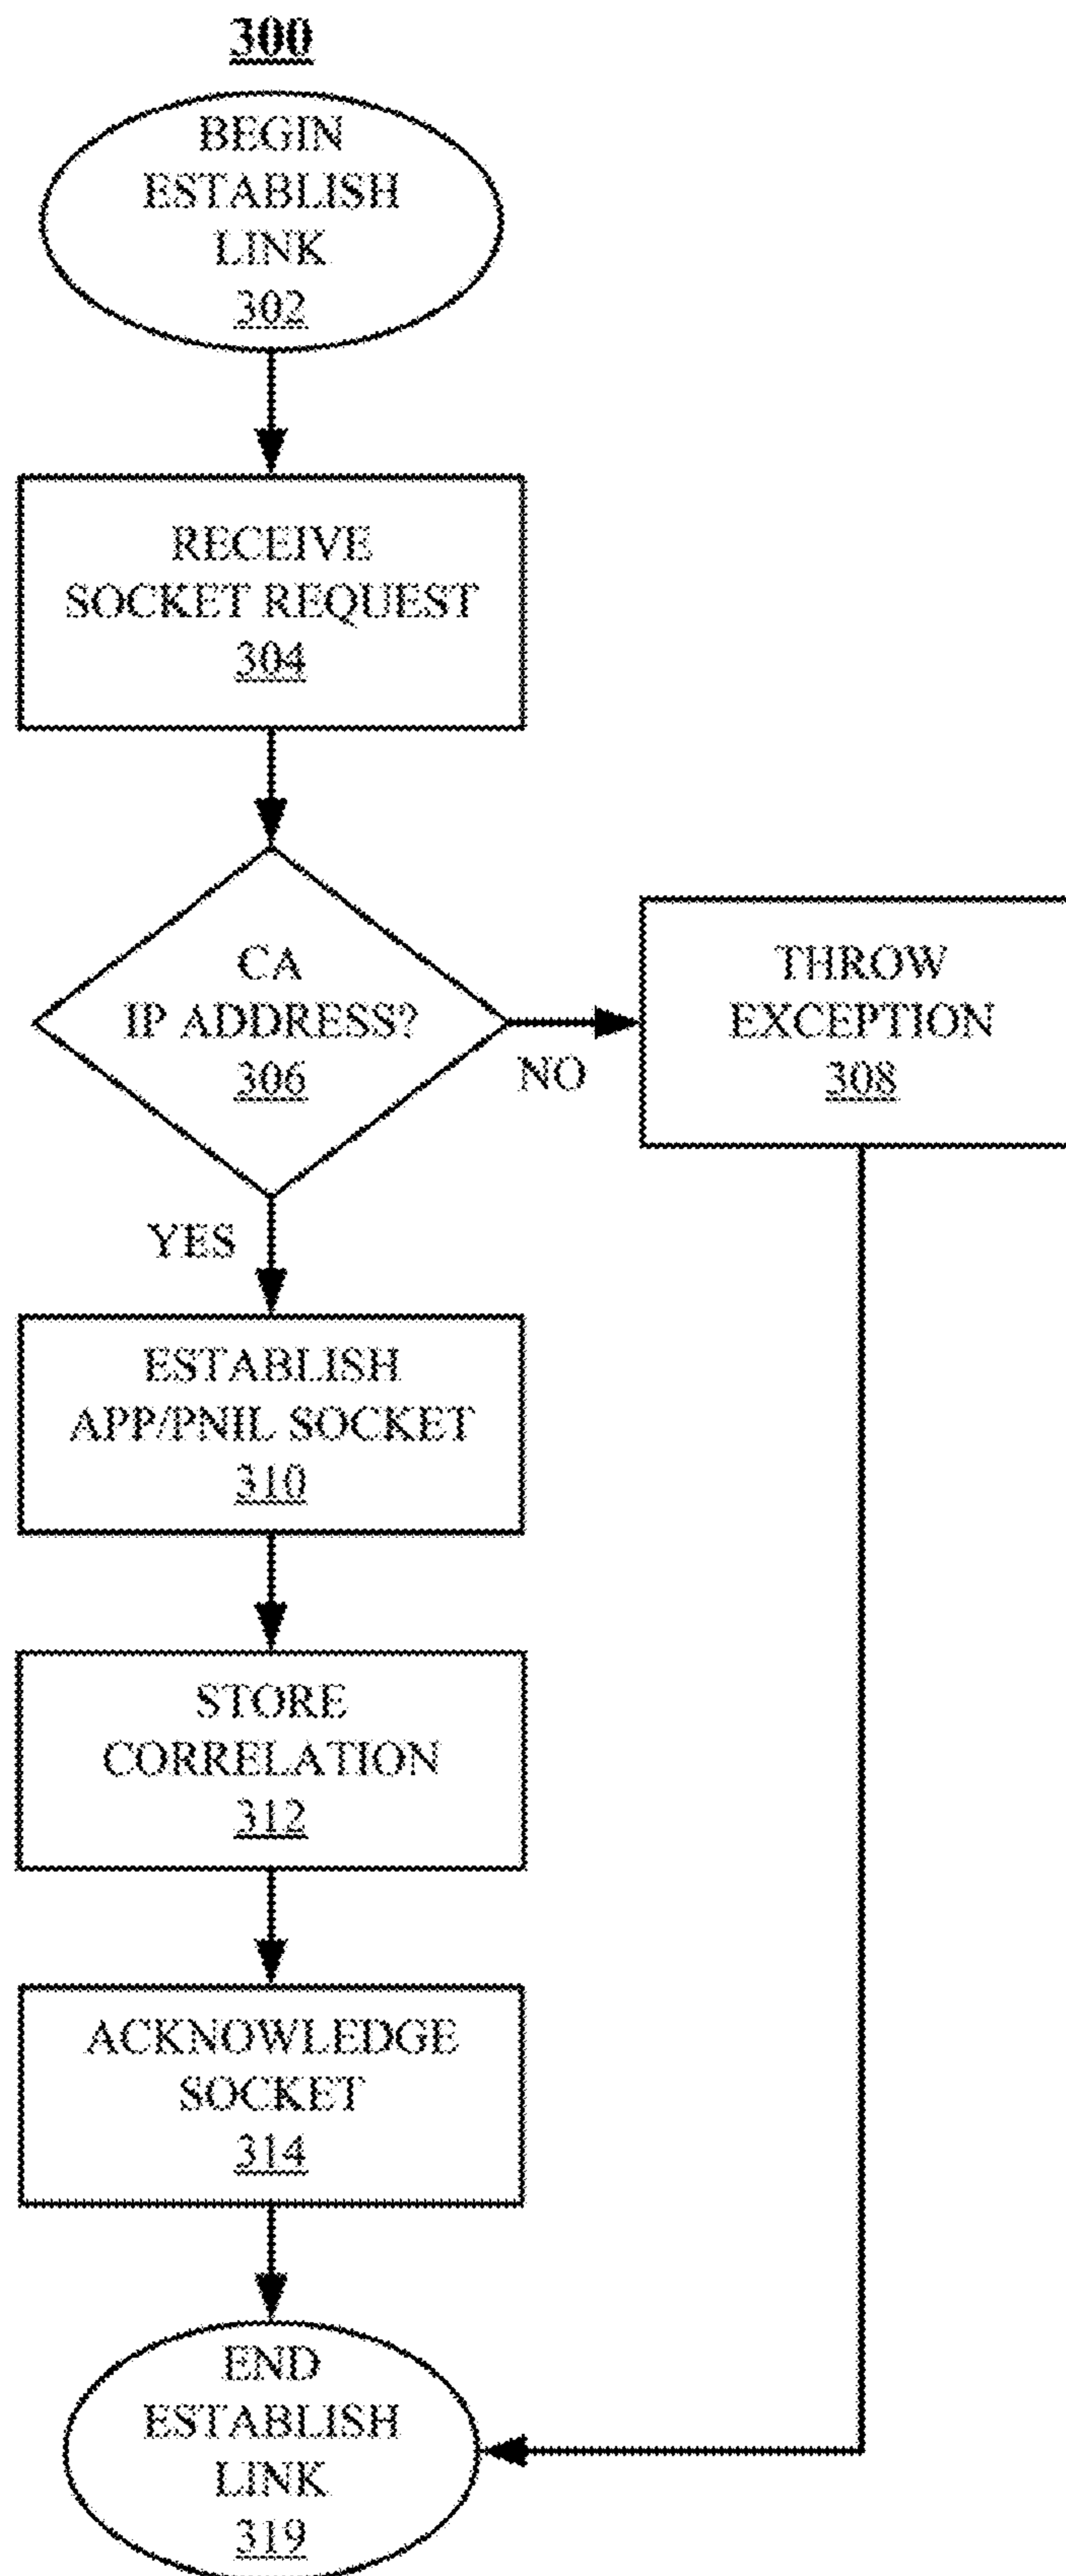 300
BEGIN
ESTABLISH
LINK
302
RECEIVE
SOCKET REQUEST
304
CA
IP ADDRESS?
306
NO
THROW
EXCEPTION
308
YES
ESTABLISH
APP/PNIL SOCKET
310
STORE
CORRELATION
312
ACKNOWLEDGE
SOCKET
314
END
ESTABLISH
LINK
319